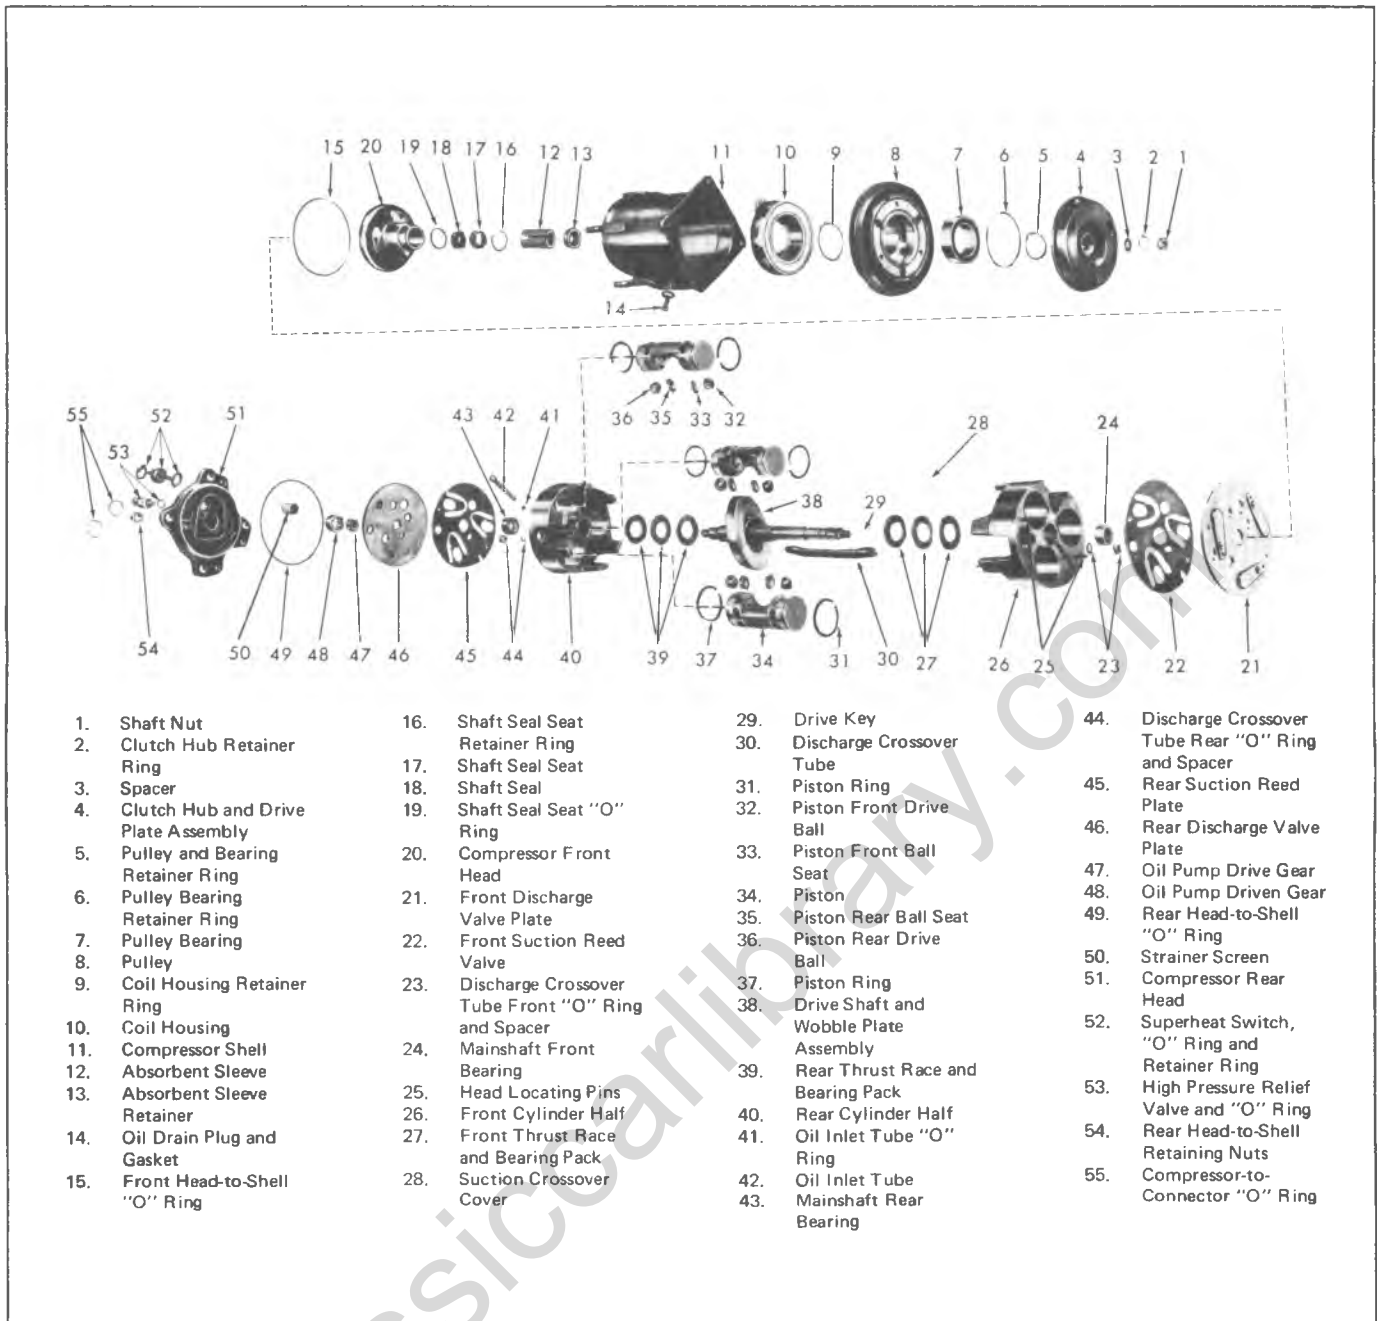 15 20 19 18 17 16 12 13 11 10 9 8 7 6 5 4 3 2 1
14
36 35 33 32
55 52 51 43 42 41 28 24
53
38 29
54 50 49 48 47 46 45 44 40 39 37 34 31 30 27 26 25 23 22 21
1. Shaft Nut
2. Clutch Hub Retainer
Ring
3. Spacer
4. Clutch Hub and Drive
Plate Assembly
5. Pulley and Bearing
Retainer Ring
6. Pulley Bearing
Retainer Ring
7. Pulley Bearing
8. Pulley
9. Coil Housing Retainer
Ring
10. Coil Housing
11. Compressor Shell
12. Absorbent Sleeve
13. Absorbent Sleeve
Retainer
14. Oil Drain Plug and
Gasket
15. Front Head-to-Shell
"O" Ring
16. Shaft Seal Seat
Retainer Ring
17. Shaft Seal Seat
18. Shaft Seal
19. Shaft Seal Seat "O"
Ring
20. Compressor Front
Head
21. Front Discharge
Valve Plate
22. Front Suction Reed
Valve
23. Discharge Crossover
Tube Front "O" Ring
and Spacer
24. Mainshaft Front
Bearing
25. Head Locating Pins
26. Front Cylinder Half
27. Front Thrust Race
and Bearing Pack
28. Suction Crossover
Cover
29. Drive Key
30. Discharge Crossover
Tube
31. Piston Ring
32. Piston Front Drive
Ball
33. Piston Front Ball
Seat
34. Piston
35. Piston Rear Ball Seat
36. Piston Rear Drive
Ball
37. Piston Ring
38. Drive Shaft and
Wobble Plate
Assembly
39. Rear Thrust Race and
Bearing Pack
40. Rear Cylinder Half
41. Oil Inlet Tube "O"
Ring
42. Oil Inlet Tube
43. Mainshaft Rear
Bearing
44. Discharge Crossover
Tube Rear "O" Ring
and Spacer
45. Rear Suction Reed
Plate
46. Rear Discharge Valve
Plate
47. Oil Pump Drive Gear
48. Oil Pump Driven Gear
49. Rear Head-to-Shell
"O" Ring
50. Strainer Screen
51. Compressor Rear
Head
52. Superheat Switch,
"O" Ring and
Retainer Ring
53. High Pressure Relief
Valve and "O" Ring
54. Rear Head-to-Shell
Retaining Nuts
55. Compressor-to-
Connector "O" Ring
ssiccarlibrary.com